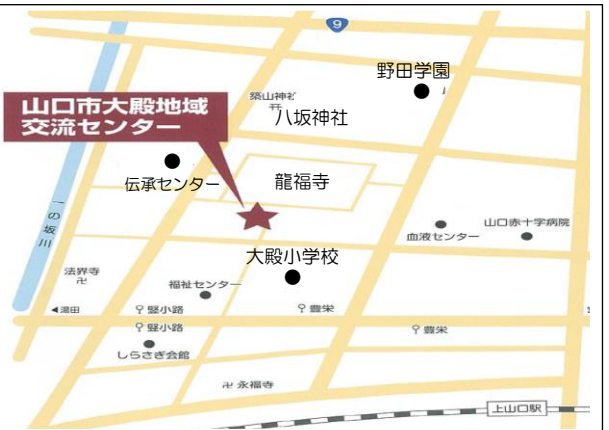 9
野田学園
築山神社
八坂神社
山口市大殿地域
交流センター
伝承センター
龍福寺
一の坂川
血液センター
山口赤十字病院
大殿小学校
法界寺
福祉センター
◀湯田
竪小路
豊栄
竪小路
豊栄
しらさぎ会館
永福寺
上山口駅